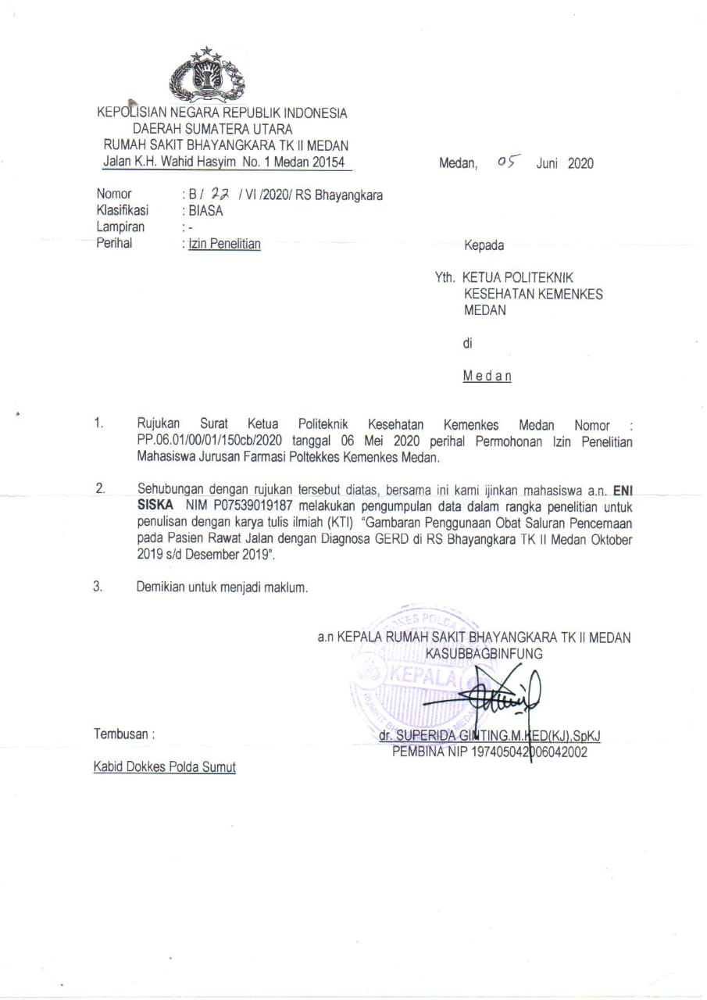 KEPOLISIAN NEGARA REPUBLIK INDONESIA
DAERAH SUMATERA UTARA
RUMAH SAKIT BHAYANGKARA TK II MEDAN
Jalan K.H. Wahid Hasyim No. 1 Medan 20154
Medan, 05 Juni 2020
Nomor : B / 22 / VI /2020/ RS Bhayangkara
Klasifikasi : BIASA
Lampiran : -
Perihal : Izin Penelitian
Kepada
Yth. KETUA POLITEKNIK
KESEHATAN KEMENKES
MEDAN
di
Medan
1. Rujukan Surat Ketua Politeknik Kesehatan Kemenkes Medan Nomor :
PP.06.01/00/01/150cb/2020 tanggal 06 Mei 2020 perihal Permohonan Izin Penelitian
Mahasiswa Jurusan Farmasi Poltekkes Kemenkes Medan.
2. Sehubungan dengan rujukan tersebut diatas, bersama ini kami ijinkan mahasiswa a.n. ENI
SISKA NIM P07539019187 melakukan pengumpulan data dalam rangka penelitian untuk
penulisan dengan karya tulis ilmiah (KTI) “Gambaran Penggunaan Obat Saluran Pencernaan
pada Pasien Rawat Jalan dengan Diagnosa GERD di RS Bhayangkara TK II Medan Oktober
2019 s/d Desember 2019”.
3. Demikian untuk menjadi maklum.
a.n KEPALA RUMAH SAKIT BHAYANGKARA TK II MEDAN
KASUBBAGBINFUNG
KEPALA
dr. SUPERIDA GINTING.M.KED(KJ),SpKJ
PEMBINA NIP 197405042006042002
Tembusan :
Kabid Dokkes Polda Sumut